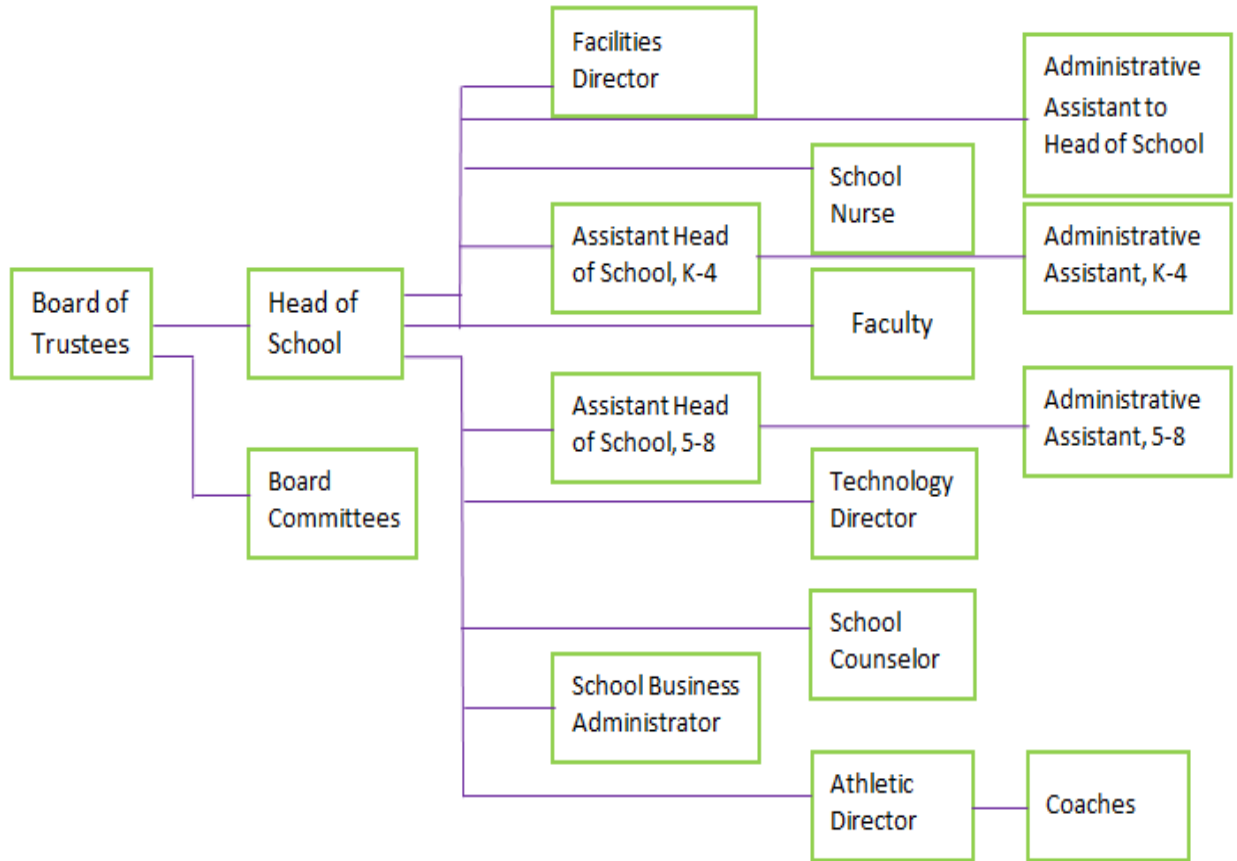 Facilities
Director
Administrative
Assistant to
Head of School
School
Nurse
Assistant Head
of School, K-4
Administrative
Assistant, K-4
Board of
Trustees
Head of
School
Faculty
Assistant Head
of School, 5-8
Administrative
Assistant, 5-8
Board
Committees
Technology
Director
School
Counselor
School Business
Administrator
Athletic
Director
Coaches